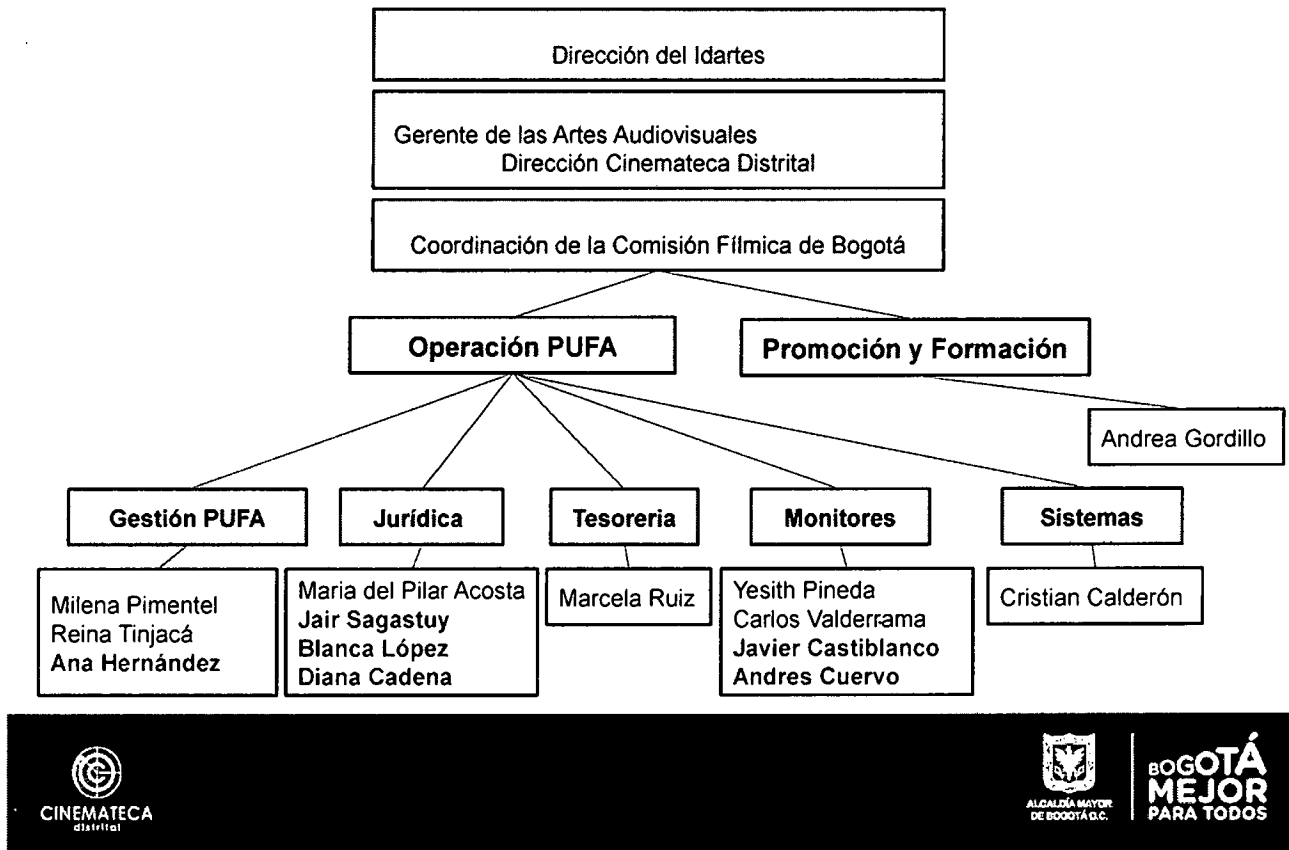 Dirección del Idartes
Gerente de las Artes Audiovisuales
Dirección Cinemateca Distrital
Coordinación de la Comisión Fílmica de Bogotá
Operación PUFA
Promoción y Formación
Andrea Gordillo
Gestión PUFA
Jurídica
Tesoreria
Monitores
Sistemas
Milena Pimentel
Reina Tinjacá
Ana Hernández
Maria del Pilar Acosta
Jair Sagastuy
Blanca López
Diana Cadena
Marcela Ruiz
Yesith Pineda
Carlos Valderrama
Javier Castiblanco
Andres Cuervo
Cristian Calderón
CINEMATECA
distrital
ALCALDÍA MAYOR
DE BOGOTÁ D.C.
BOGOTÁ
MEJOR
PARA TODOS